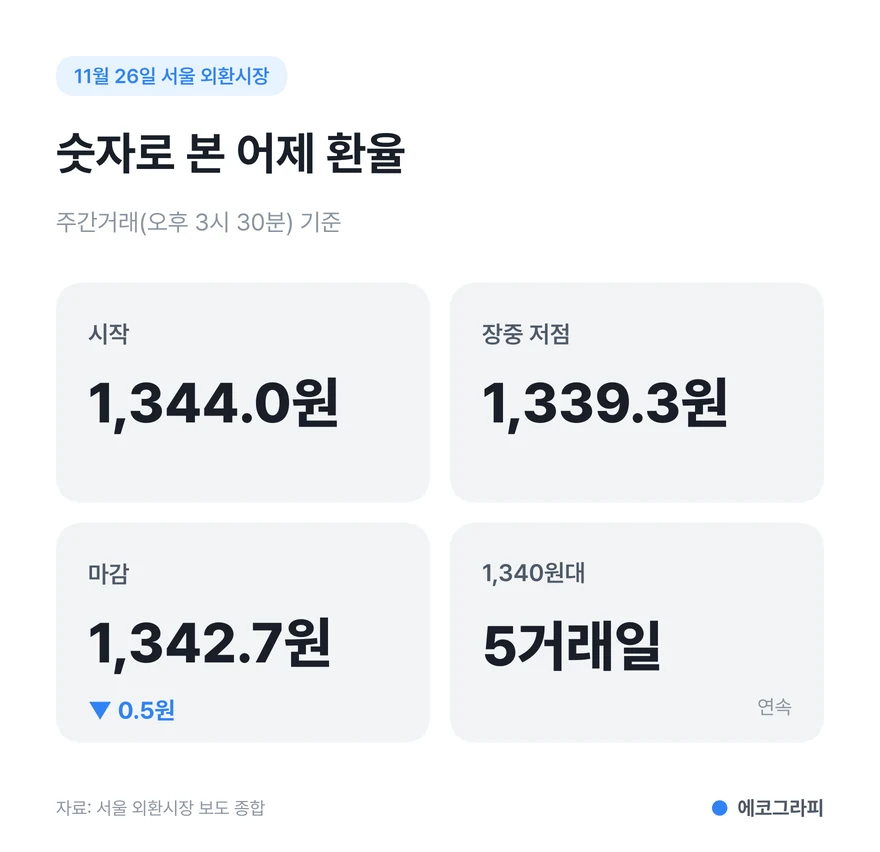 11월 26일 서울 외환시장
숫자로 본 어제 환율
주간거래(오후 3시 30분) 기준
시작
1,344.0원
장중 저점
1,339.3원
마감
1,342.7원
▼ 0.5원
1,340원대
5거래일
연속
자료: 서울 외환시장 보도 종합
에코그라피